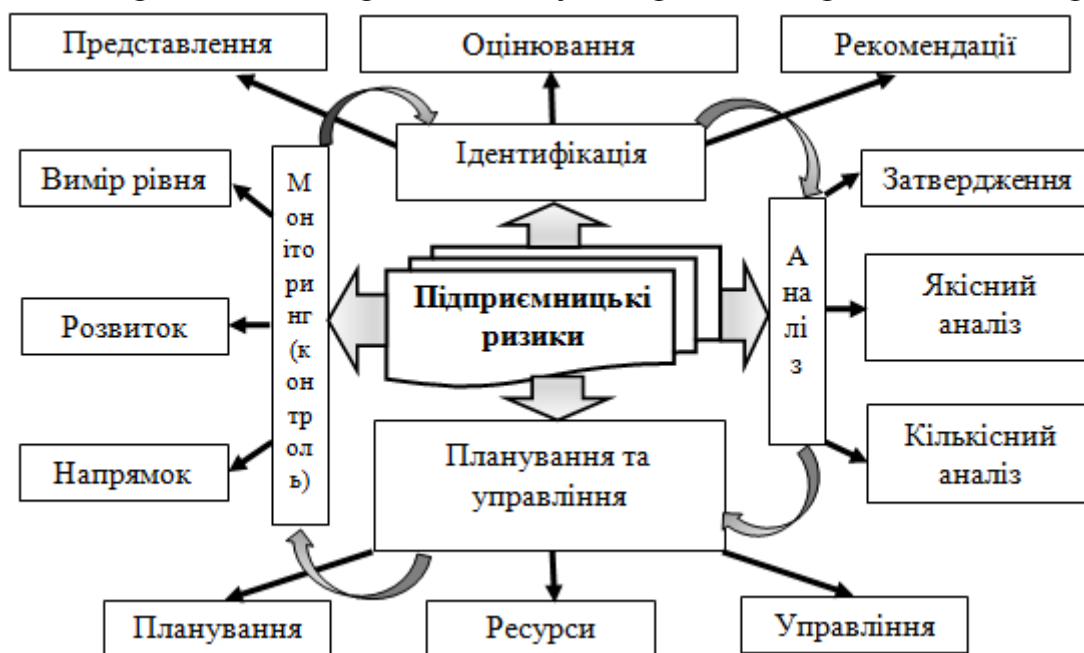 Представлення
Оцінювання
Рекомендації
Ідентифікація
Вимір рівня
Розвиток
Напрямок
М
он
іто
ри
нг
(к
он
тр
ол
ь)
Підприємницькі
ризики
А
на
лі
з
Затвердження
Якісний
аналіз
Кількісний
аналіз
Планування та
управління
Планування
Ресурси
Управління